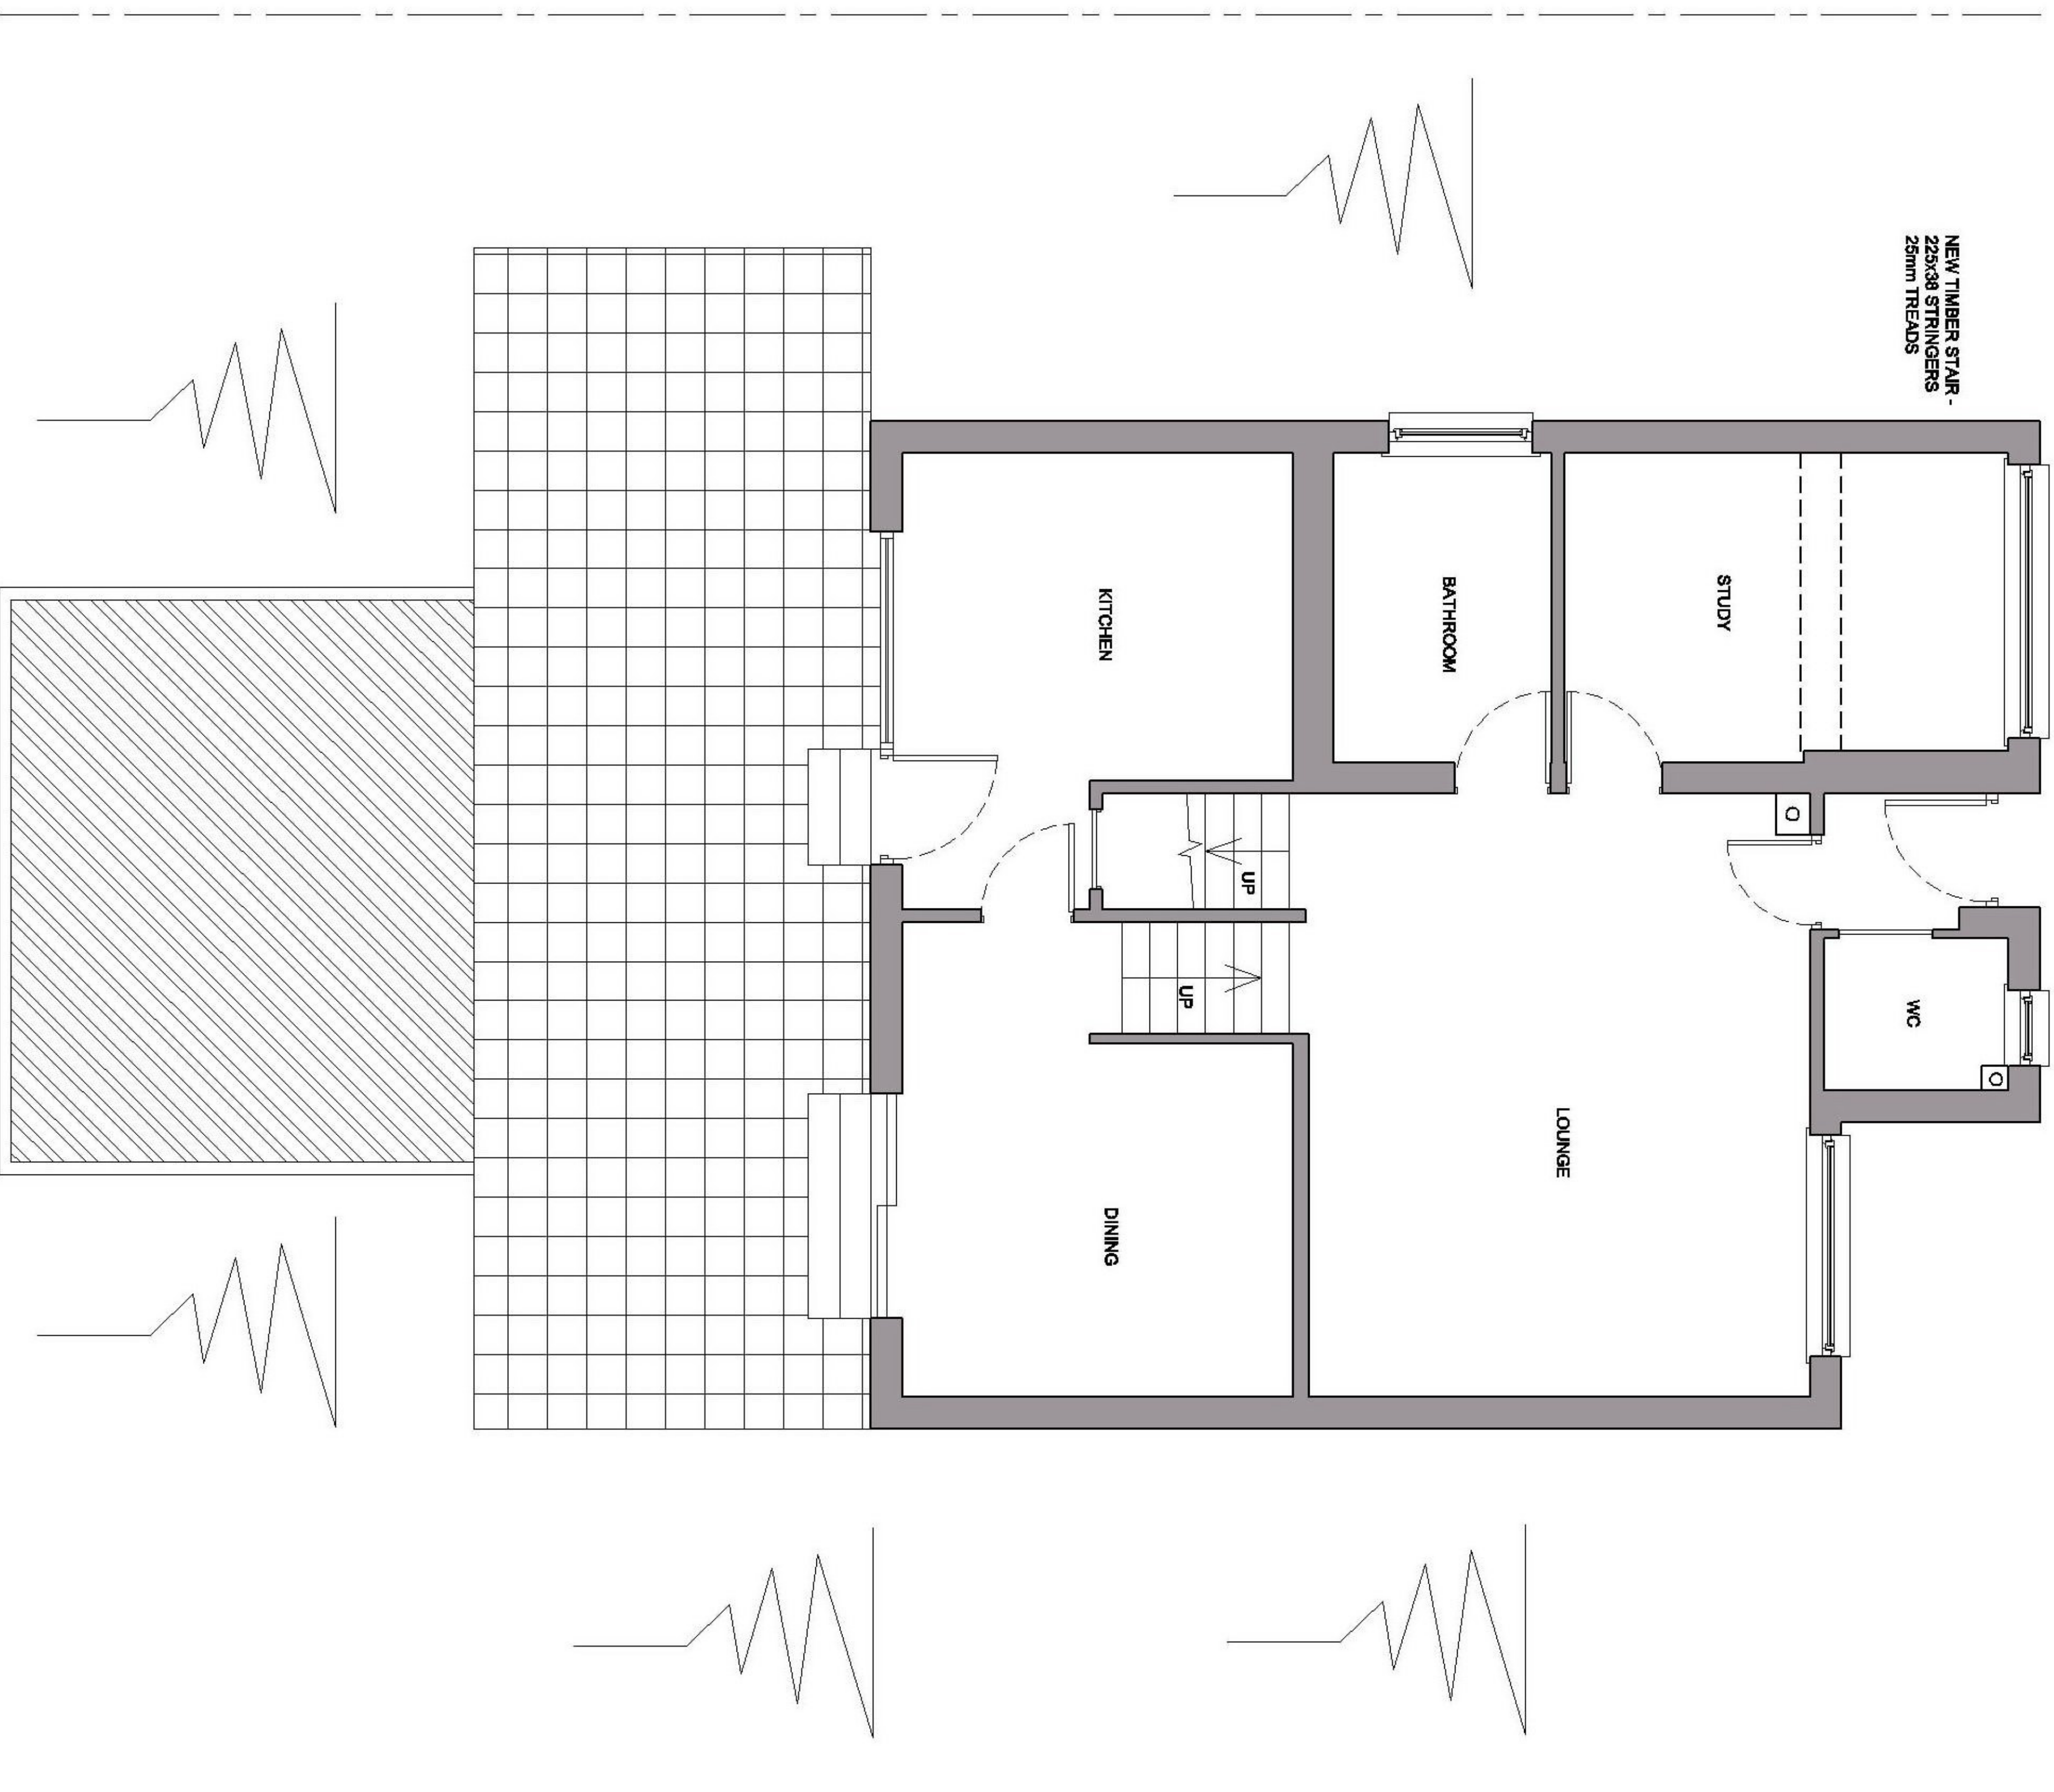 NEW TIMBER STAIR -
225x38 STRINGERS
25mm TREADS
STUDY
BATHROOM
KITCHEN
UP
UP
WC
LOUNGE
DINING